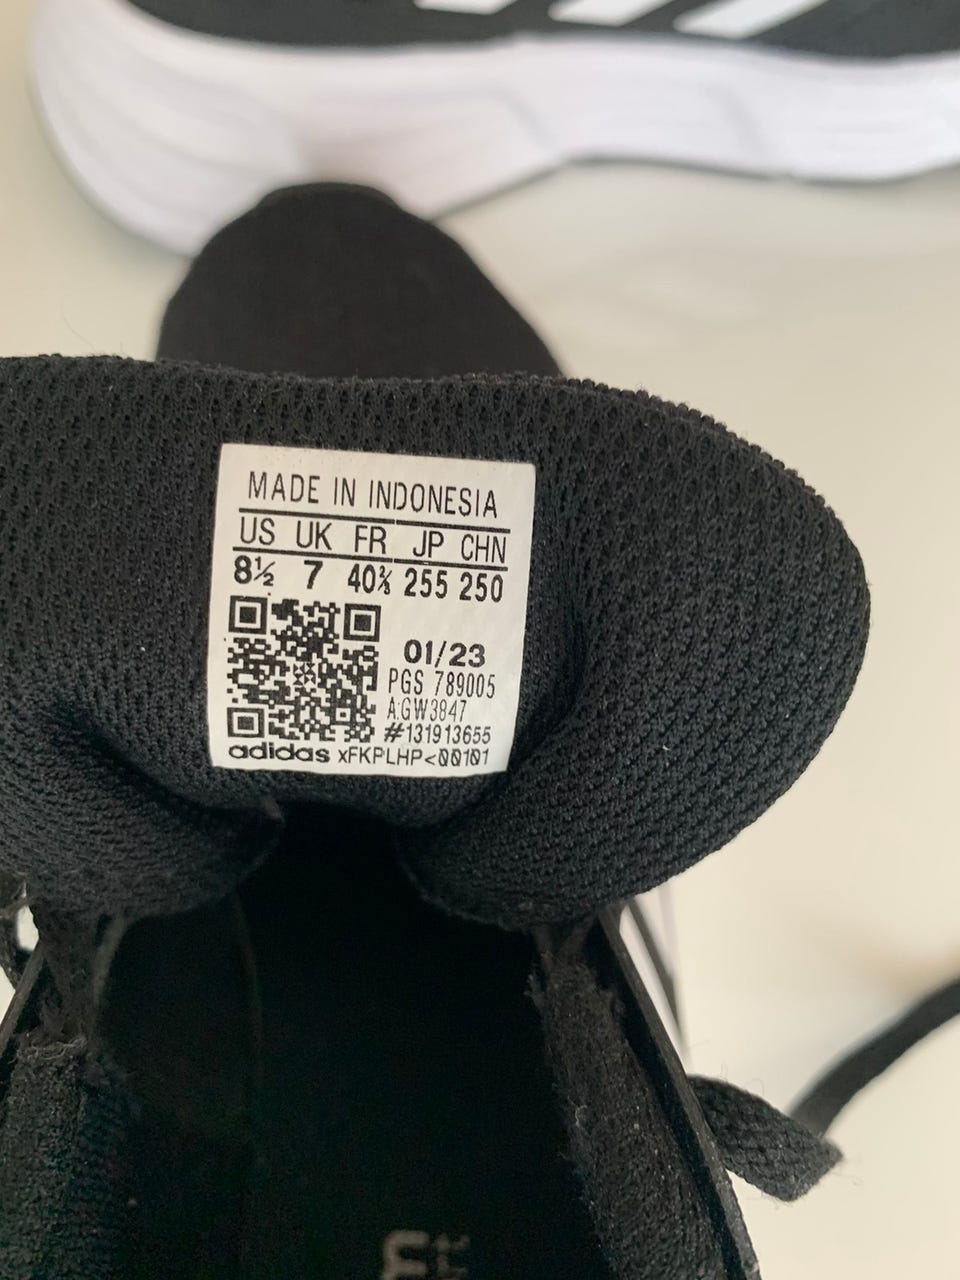 MADE IN INDONESIA
US UK FR JP CHN
8½ 7 40⅔ 255 250
01/23
PGS 789005
A:GW3847
#131913655
adidas xFKPLHP<00101